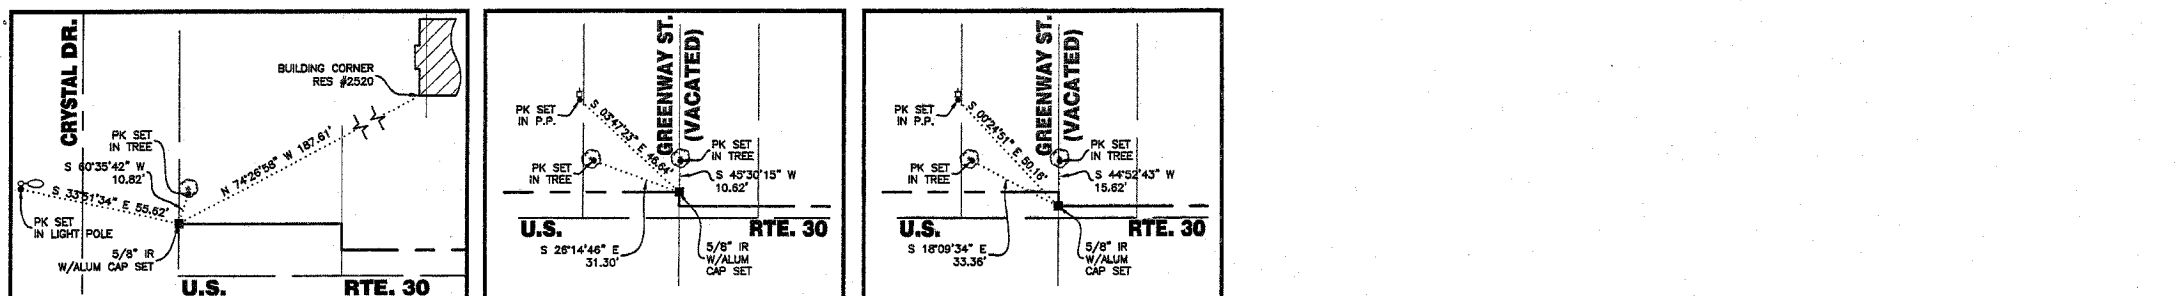 CRYSTAL DR.
BUILDING CORNER
RES #2520
PK SET
IN TREE
S 60°35'42" W
10.82'
N 74°26'58" W 187.61'
S 33°51'34" E 55.62'
PK SET
IN LIGHT POLE
5/8" IR
W/ALUM CAP SET
U.S. RTE. 30
GREENWAY ST.
(VACATED)
PK SET
IN P.P.
S 03°47'23" E 46.64'
PK SET
IN TREE
PK SET
IN TREE
S 45°30'15" W
10.62'
U.S. RTE. 30
S 26°14'46" E
31.30'
5/8" IR
W/ALUM
CAP SET
GREENWAY ST.
(VACATED)
PK SET
IN P.P.
S 00°24'51" E 50.16'
PK SET
IN TREE
PK SET
IN TREE
S 44°52'43" W
15.62'
U.S. RTE. 30
S 18°09'34" E
33.36'
5/8" IR
W/ALUM
CAP SET